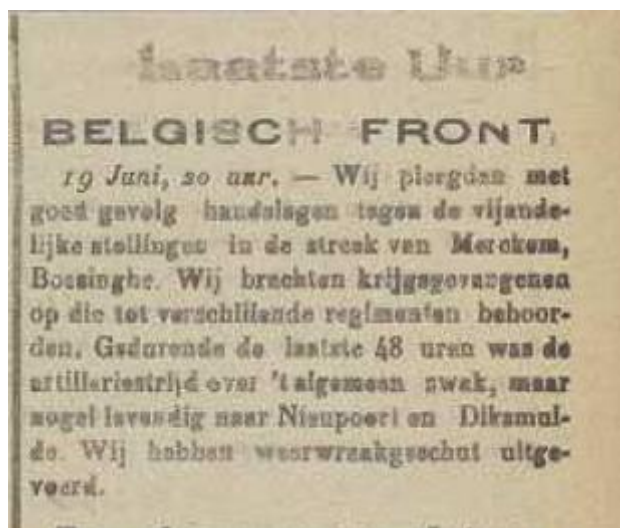 Laatste Uur
BELGISCH FRONT
19 Juni, 20 uur. — Wij pleegden met
goed gevolg handslagen tegen de vijande-
lijke stellingen in de streek van Merckem,
Boesinghe. Wij brachten krijgsgevangenen
op die tot verschillende regimenten behoor-
den. Gedurende de laatste 48 uren was de
artilleriestrijd over 't algemeen zwak, maar
nogal levendig naar Nieupoort en Diksmui-
de. Wij hebben weerwraakgeschut uitge-
voerd.